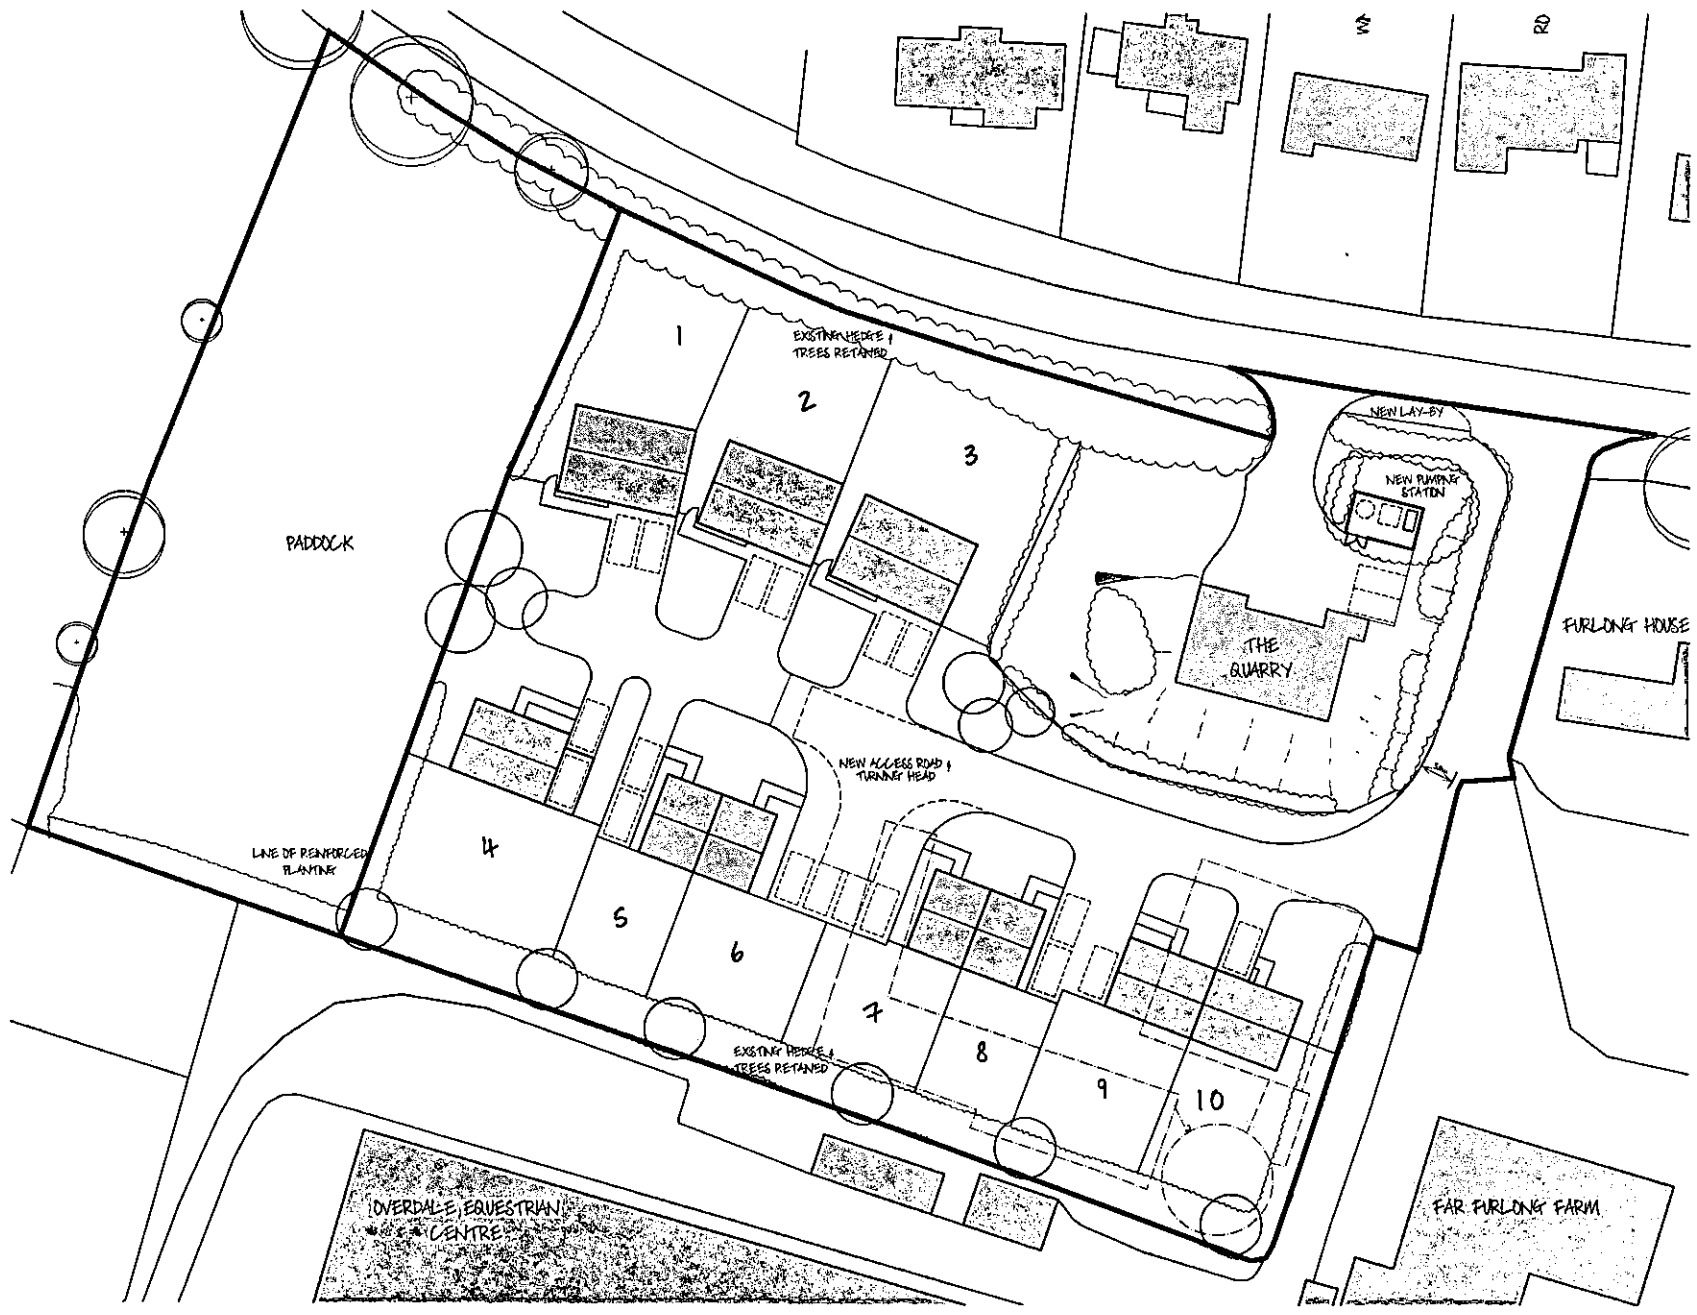 RD
1
EXISTING HEDGE &
TREES RETAINED
2
3
NEW LAY-BY
NEW PUMPING
STATION
PADDOCK
THE
QUARRY
FURLONG HOUSE
NEW ACCESS ROAD &
TURNING HEAD
LINE OF REINFORCED
PLANTING
4
5
6
7
8
9
10
EXISTING HEDGE &
TREES RETAINED
OVERDALE EQUESTRIAN
CENTRE
FAR FURLONG FARM